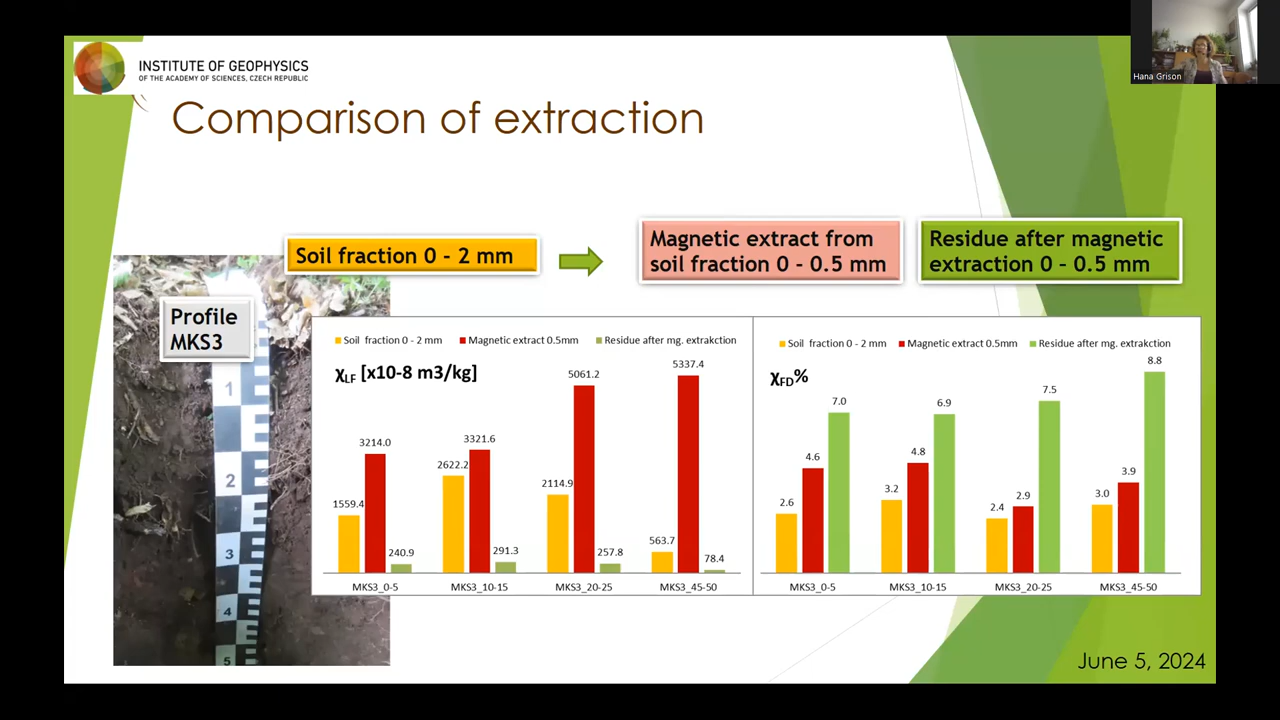 INSTITUTE OF GEOPHYSICS
OF THE ACADEMY OF SCIENCES, CZECH REPUBLIC
Hana Grison
Comparison of extraction
Soil fraction 0 - 2 mm
Magnetic extract from
soil fraction 0 - 0.5 mm
Residue after magnetic
extraction 0 - 0.5 mm
Profile
MKS3
1
2
3
4
5
Soil fraction 0 - 2 mm Magnetic extract 0.5mm Residue after mg. extrakction
χLF [x10-8 m3/kg]
1559.4 3214.0 240.9
2622.2 3321.6 291.3
2114.9 5061.2 257.8
563.7 5337.4 78.4
MKS3_0-5 MKS3_10-15 MKS3_20-25 MKS3_45-50
Soil fraction 0 - 2 mm Magnetic extract 0.5mm Residue after mg. extrakction
χFD%
2.6 4.6 7.0
3.2 4.8 6.9
2.4 2.9 7.5
3.0 3.9 8.8
MKS3_0-5 MKS3_10-15 MKS3_20-25 MKS3_45-50
June 5, 2024